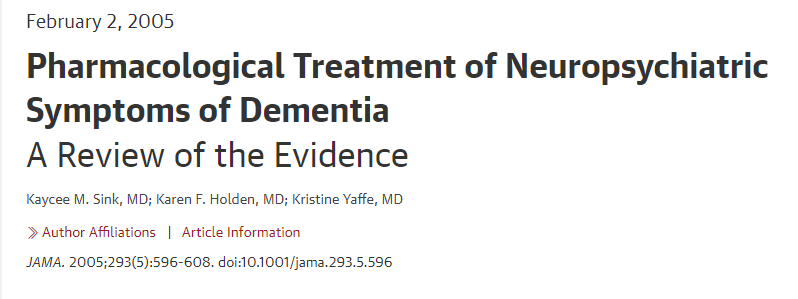 February 2, 2005
Pharmacological Treatment of Neuropsychiatric
Symptoms of Dementia
A Review of the Evidence
Kaycee M. Sink, MD; Karen F. Holden, MD; Kristine Yaffe, MD
Author Affiliations | Article Information
JAMA. 2005;293(5):596-608. doi:10.1001/jama.293.5.596